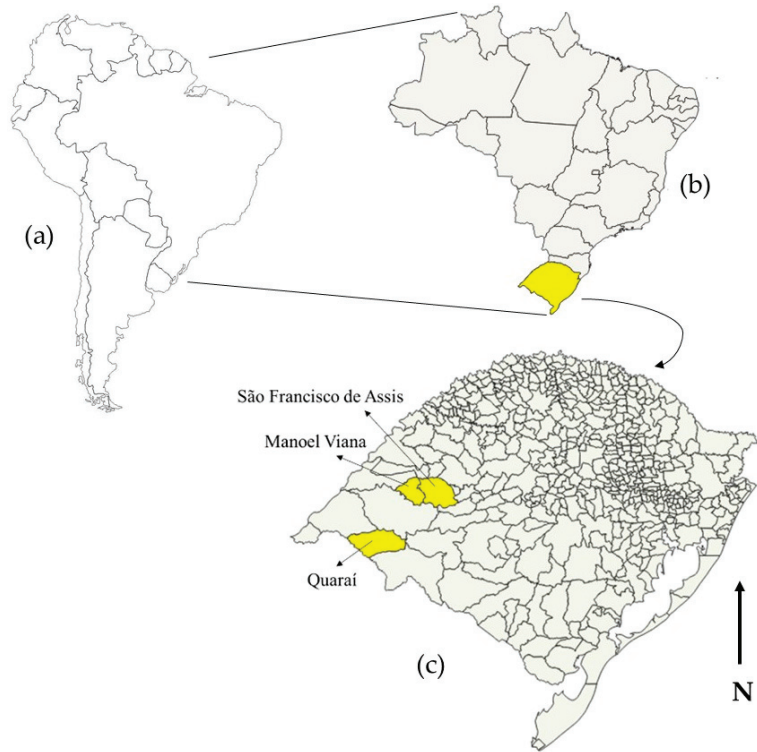 (a)
(b)
São Francisco de Assis
Manoel Viana
Quaraí
(c)
N